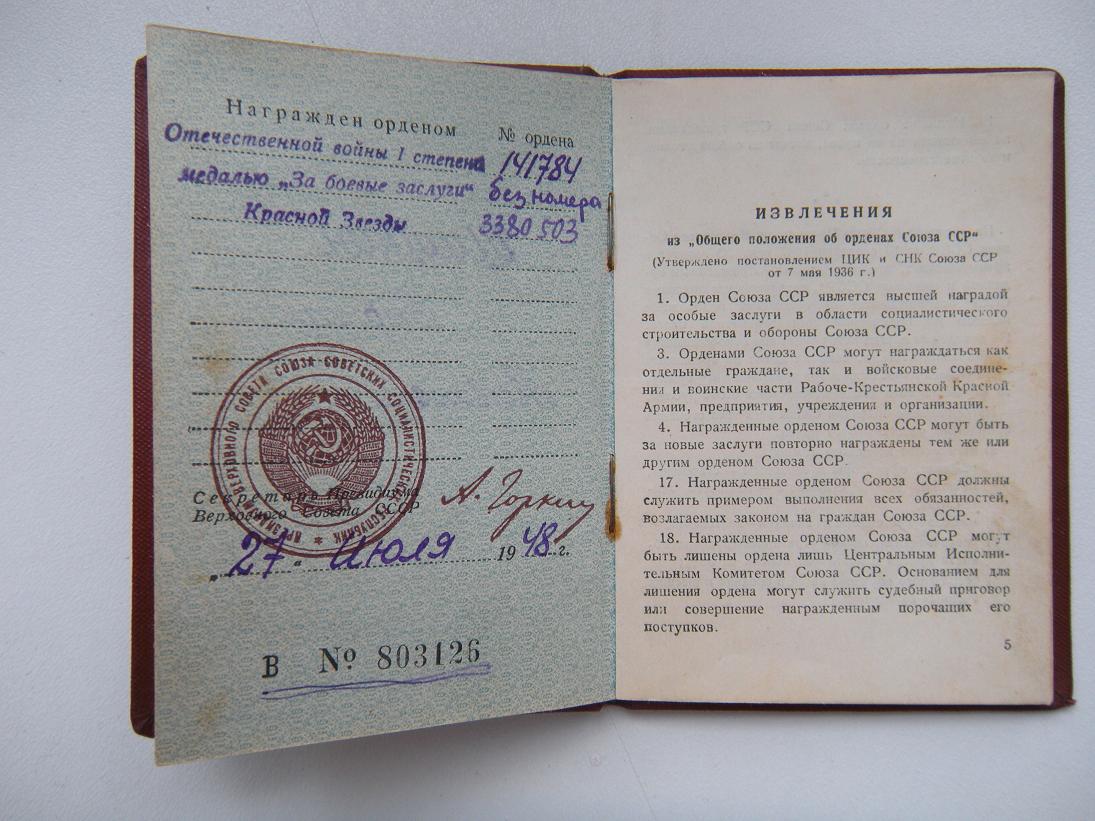 Награжден орденом № ордена
Отечественной войны I степени 141784
медалью „За боевые заслуги“ без номера
Красной Звезды 3380503
ПРЕЗИДИУМ ВЕРХОВНОГО СОВЕТА СОЮЗА СОВЕТСКИХ СОЦИАЛИСТИЧЕСКИХ РЕСПУБЛИК
Секретарь Президиума
Верховного Совета СССР А. Горкин
„27“ Июля 1948 г.
В № 803126
ИЗВЛЕЧЕНИЯ
из „Общего положения об орденах Союза ССР“
(Утверждено постановлением ЦИК и СНК Союза ССР
от 7 мая 1936 г.)
1. Орден Союза ССР является высшей наградой
за особые заслуги в области социалистического
строительства и обороны Союза ССР.
3. Орденами Союза ССР могут награждаться как
отдельные граждане, так и войсковые соедине-
ния и воинские части Рабоче-Крестьянской Красной
Армии, предприятия, учреждения и организации.
4. Награжденные орденом Союза ССР могут быть
за новые заслуги повторно награждены тем же или
другим орденом Союза ССР.
17. Награжденные орденом Союза ССР должны
служить примером выполнения всех обязанностей,
возлагаемых законом на граждан Союза ССР.
18. Награжденные орденом Союза ССР могут
быть лишены ордена лишь Центральным Исполни-
тельным Комитетом Союза ССР. Основанием для
лишения ордена могут служить судебный приговор
или совершение награжденным порочащих его
поступков.
5